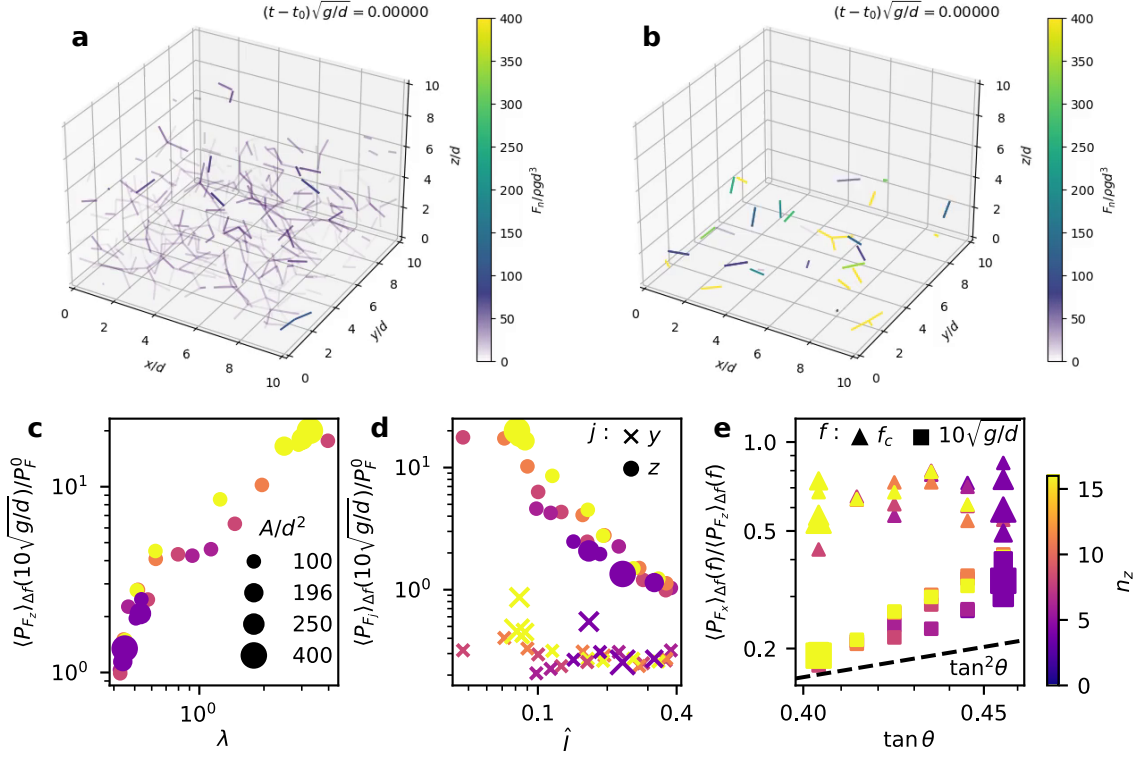 a
(t − t₀)√g/d = 0.00000
10
8
6
4
2
0
z/d
0
2
4
6
8
10
x/d
0
2
4
6
8
10
y/d
400
350
300
250
200
150
100
50
0
Fₙ/ρgd³
b
(t − t₀)√g/d = 0.00000
10
8
6
4
2
0
z/d
0
2
4
6
8
10
x/d
0
2
4
6
8
10
y/d
400
350
300
250
200
150
100
50
0
Fₙ/ρgd³
c
⟨P_{F_z}⟩_{Δf}(10√g/d)/P_F^0
10¹
10⁰
A/d²
100
196
250
400
10⁰
λ
d
⟨P_{F_j}⟩_{Δf}(10√g/d)/P_F^0
10¹
10⁰
j : × y
z
0.1
0.4
Î
e
⟨P_{F_x}⟩_{Δf}(f)/⟨P_{F_z}⟩_{Δf}(f)
1.0
0.5
0.2
f : ▲ f_c ■ 10√g/d
tan²θ
0.40
0.45
tan θ
15
10
5
0
n_z